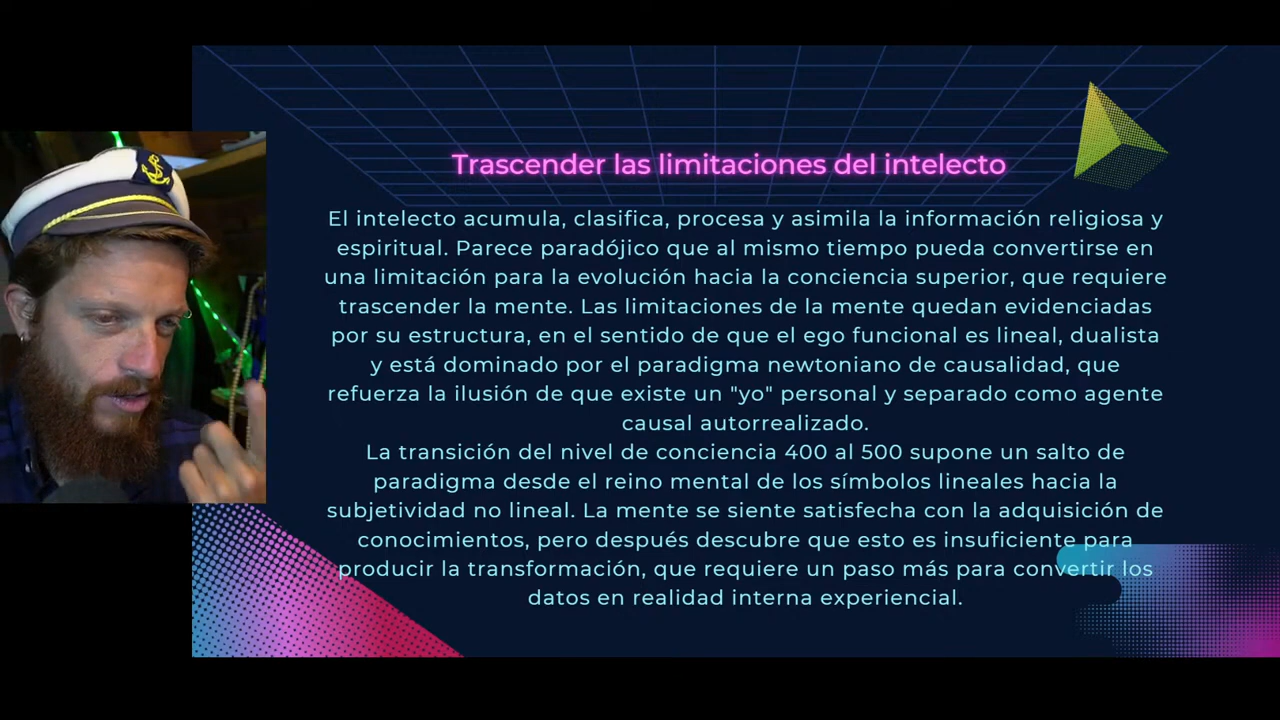 Trascender las limitaciones del intelecto
El intelecto acumula, clasifica, procesa y asimila la información religiosa y
espiritual. Parece paradójico que al mismo tiempo pueda convertirse en
una limitación para la evolución hacia la conciencia superior, que requiere
trascender la mente. Las limitaciones de la mente quedan evidenciadas
por su estructura, en el sentido de que el ego funcional es lineal, dualista
y está dominado por el paradigma newtoniano de causalidad, que
refuerza la ilusión de que existe un "yo" personal y separado como agente
causal autorrealizado.
La transición del nivel de conciencia 400 al 500 supone un salto de
paradigma desde el reino mental de los símbolos lineales hacia la
subjetividad no lineal. La mente se siente satisfecha con la adquisición de
conocimientos, pero después descubre que esto es insuficiente para
producir la transformación, que requiere un paso más para convertir los
datos en realidad interna experiencial.